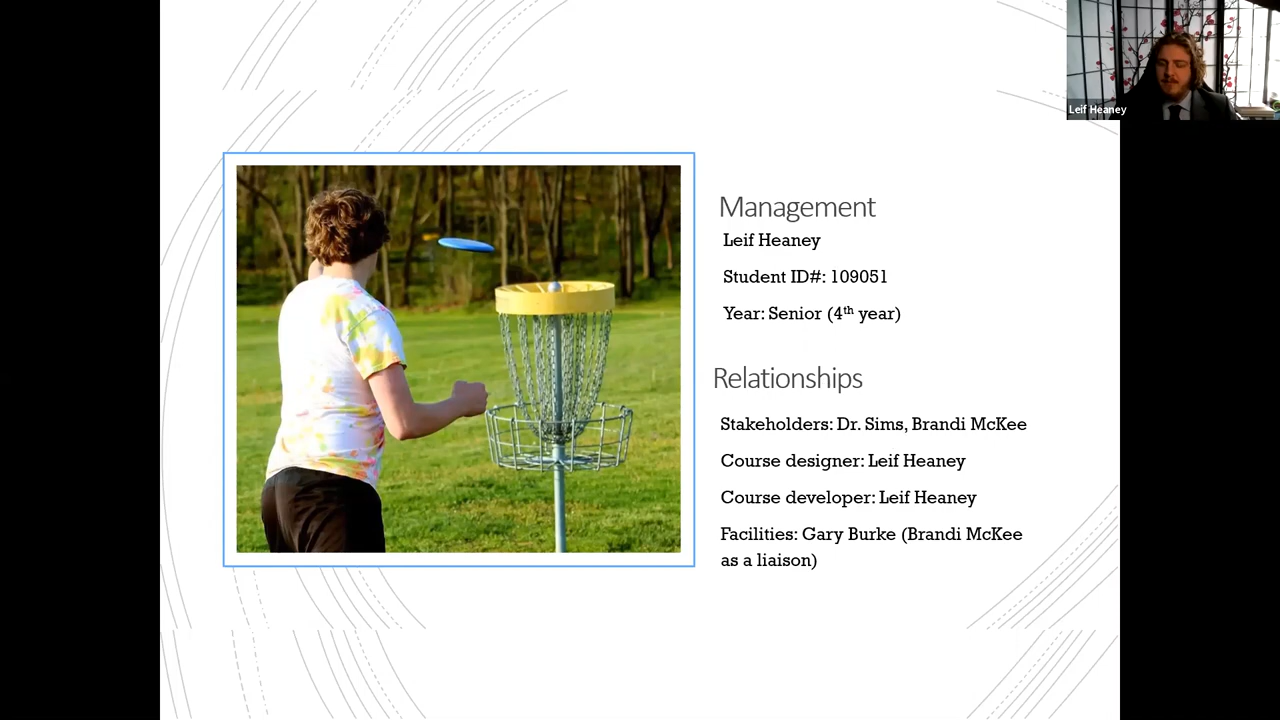 Leif Heaney
Management
Leif Heaney
Student ID#: 109051
Year: Senior (4th year)
Relationships
Stakeholders: Dr. Sims, Brandi McKee
Course designer: Leif Heaney
Course developer: Leif Heaney
Facilities: Gary Burke (Brandi McKee
as a liaison)